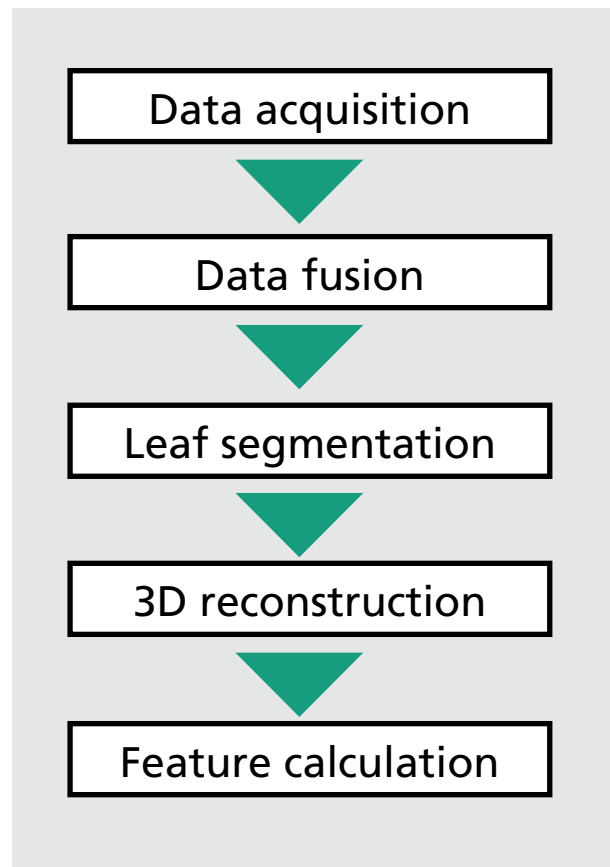 Data acquisition
Data fusion
Leaf segmentation
3D reconstruction
Feature calculation